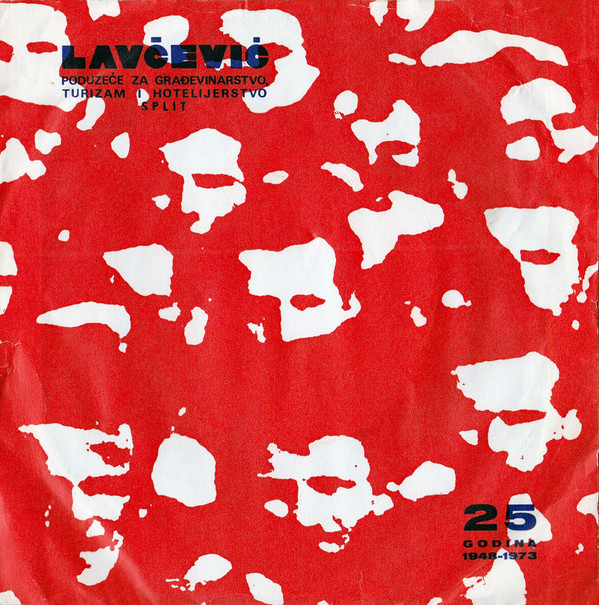 LAVČEVIĆ
PODUZEĆE ZA GRAĐEVINARSTVO,
TURIZAM I HOTELIJERSTVO
SPLIT
25
GODINA
1948-1973